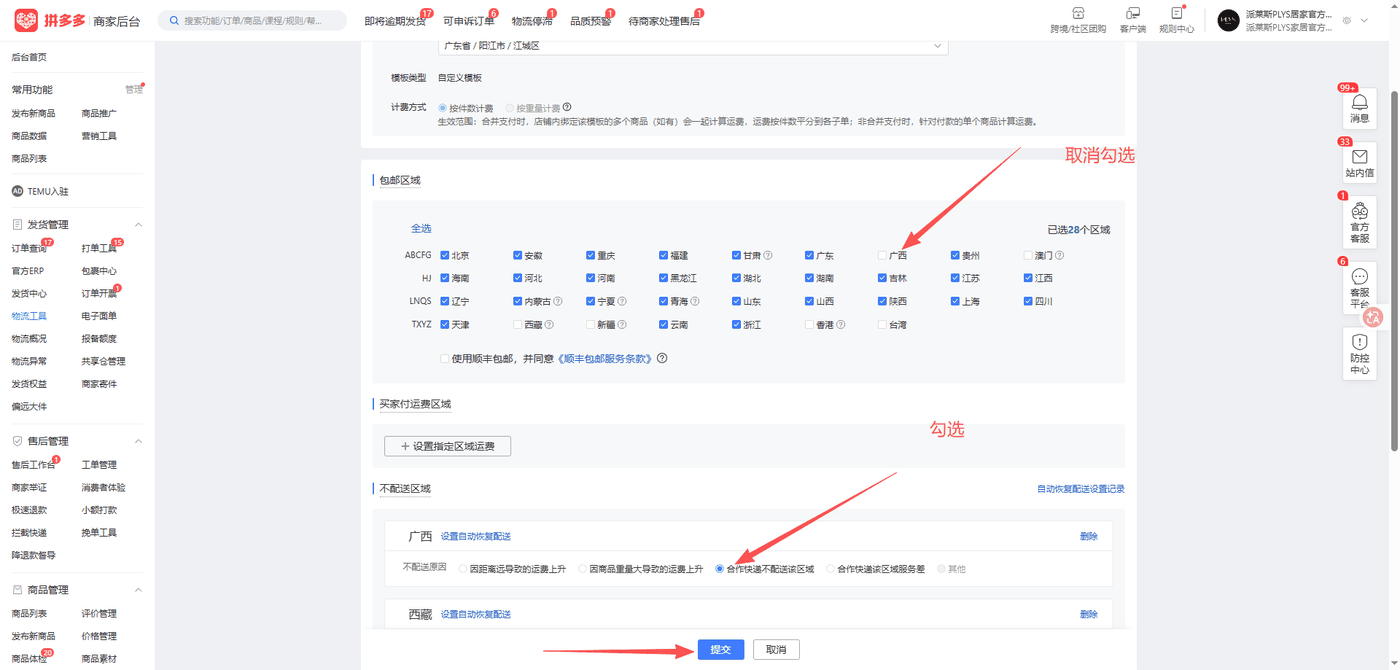 拼多多 商家后台
搜索功能/订单/商品/课程/规则/帮...
即将逾期发货 17 可申诉订单 6 物流停滞 1 品质预警 1 待商家处理售后 1
跨境/社区团购 客户端 规则中心
派莱斯PLYS居家官方...
派莱斯PLYS家居官方...
后台首页
常用功能 管理
发布新商品 商品推广
商品数据 营销工具
商品列表
AD TEMU入驻
发货管理
订单查询 17 打单工具 15
官方ERP 包裹中心
发货中心 订单开票 1
物流工具 电子面单
物流概况 报备额度
物流异常 共享仓管理
发货权益 商家寄件
偏远大件
售后管理
售后工作台 1 工单管理
商家举证 消费者体验
极速退款 小额打款
拦截快递 挽单工具
降退款督导
商品管理
商品列表 评价管理
发布新商品 价格管理
商品体检 20 商品素材
广东省 / 阳江市 / 江城区
模板类型 自定义模板
计费方式 按件数计费 按重量计费
生效范围：合并支付时，店铺内绑定该模板的多个商品（如有）会一起计算运费，运费按件数平分到各子单；非合并支付时，针对付款的单个商品计算运费。
取消勾选
包邮区域
全选 已选28个区域
ABCFG 北京 安徽 重庆 福建 甘肃 广东 广西 贵州 澳门
HJ 海南 河北 河南 黑龙江 湖北 湖南 吉林 江苏 江西
LNQS 辽宁 内蒙古 宁夏 青海 山东 山西 陕西 上海 四川
TXYZ 天津 西藏 新疆 云南 浙江 香港 台湾
使用顺丰包邮，并同意《顺丰包邮服务条款》
买家付运费区域
勾选
+ 设置指定区域运费
不配送区域 自动恢复配送设置记录
广西 设置自动恢复配送 删除
不配送原因 因距离远导致的运费上升 因商品重量大导致的运费上升 合作快递不配送该区域 合作快递该区域服务差 其他
西藏 设置自动恢复配送 删除
提交 取消
99+
消息
33
站内信
1
官方
客服
6
客服
平台
防控
中心